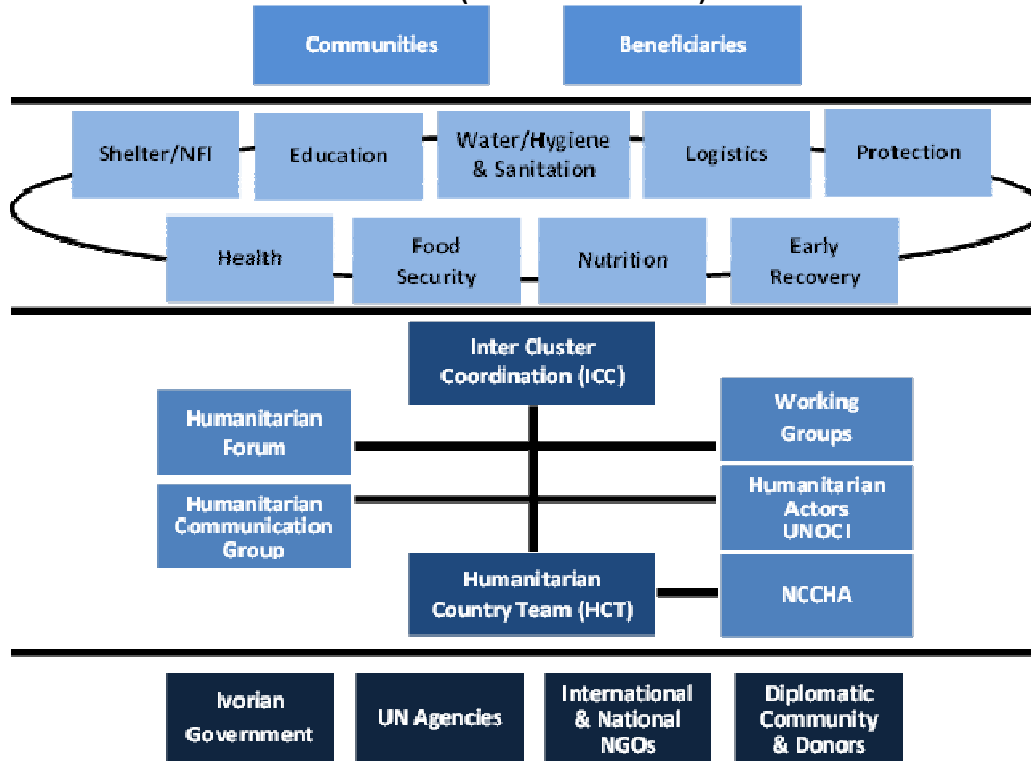 Communities
Beneficiaries
Shelter/NFI
Education
Water/Hygiene
& Sanitation
Logistics
Protection
Health
Food
Security
Nutrition
Early
Recovery
Inter Cluster
Coordination (ICC)
Humanitarian
Forum
Working
Groups
Humanitarian
Communication
Group
Humanitarian
Actors
UNOCI
Humanitarian
Country Team (HCT)
NCCHA
Ivorian
Government
UN Agencies
International
& National
NGOs
Diplomatic
Community
& Donors